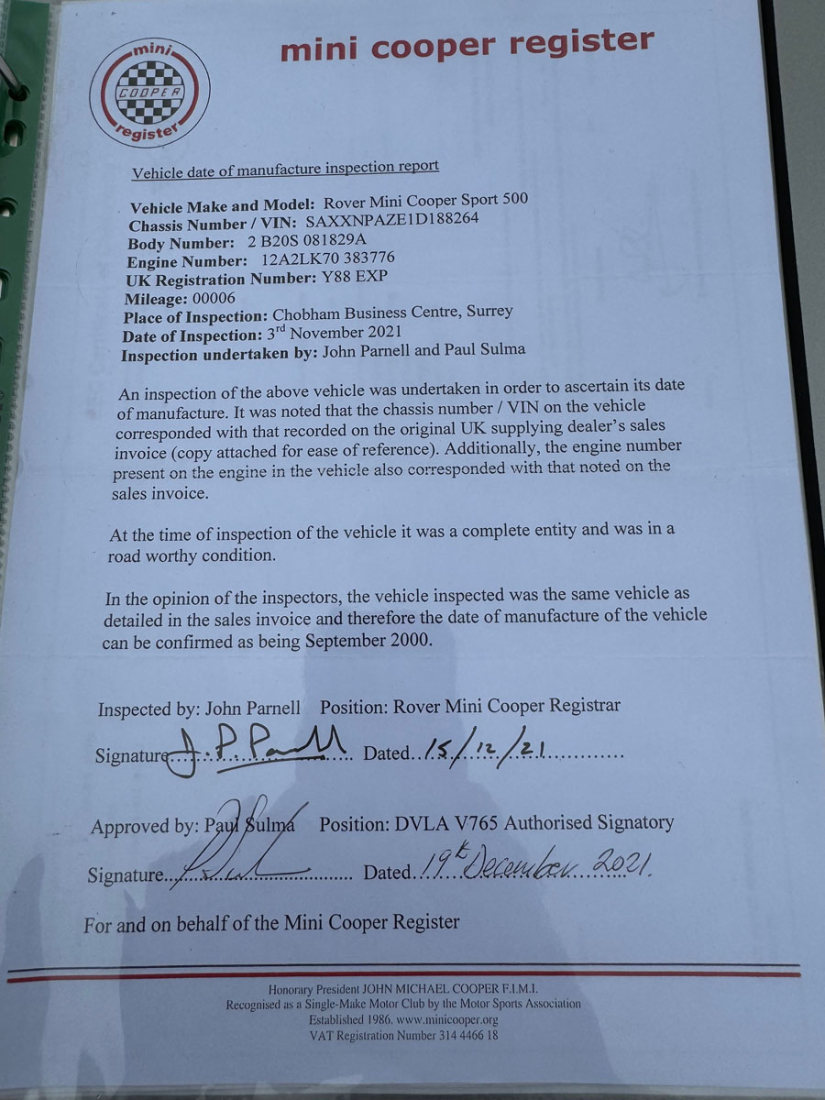 mini
COOPER
register
mini cooper register
Vehicle date of manufacture inspection report
Vehicle Make and Model: Rover Mini Cooper Sport 500
Chassis Number / VIN: SAXXNPAZE1D188264
Body Number: 2 B20S 081829A
Engine Number: 12A2LK70 383776
UK Registration Number: Y88 EXP
Mileage: 00006
Place of Inspection: Chobham Business Centre, Surrey
Date of Inspection: 3rd November 2021
Inspection undertaken by: John Parnell and Paul Sulma
An inspection of the above vehicle was undertaken in order to ascertain its date
of manufacture. It was noted that the chassis number / VIN on the vehicle
corresponded with that recorded on the original UK supplying dealer's sales
invoice (copy attached for ease of reference). Additionally, the engine number
present on the engine in the vehicle also corresponded with that noted on the
sales invoice.
At the time of inspection of the vehicle it was a complete entity and was in a
road worthy condition.
In the opinion of the inspectors, the vehicle inspected was the same vehicle as
detailed in the sales invoice and therefore the date of manufacture of the vehicle
can be confirmed as being September 2000.
Inspected by: John Parnell Position: Rover Mini Cooper Registrar
Signature J. P. Parnell Dated 15/12/21
Approved by: Paul Sulma Position: DVLA V765 Authorised Signatory
Signature Dated 19th December 2021.
For and on behalf of the Mini Cooper Register
Honorary President JOHN MICHAEL COOPER F.I.M.I.
Recognised as a Single-Make Motor Club by the Motor Sports Association
Established 1986. www.minicooper.org
VAT Registration Number 314 4466 18